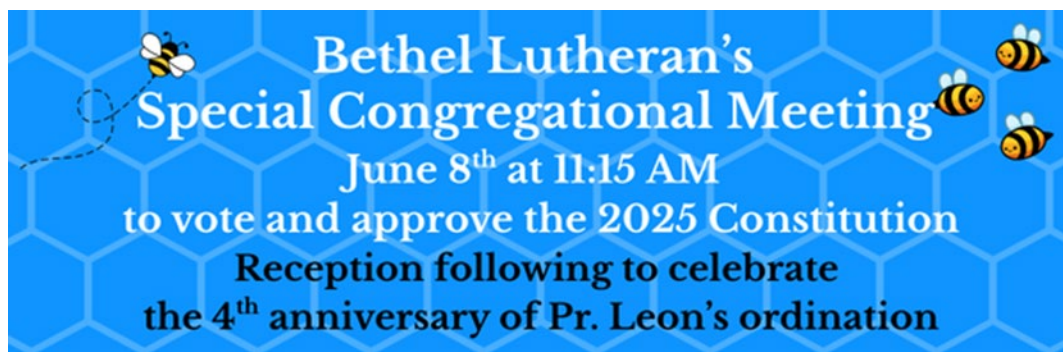 Bethel Lutheran's
Special Congregational Meeting
June 8th at 11:15 AM
to vote and approve the 2025 Constitution
Reception following to celebrate
the 4th anniversary of Pr. Leon's ordination